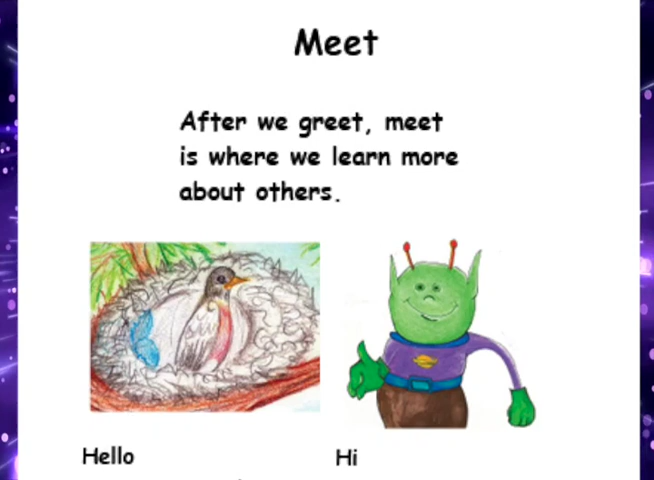 Meet
After we greet, meet
is where we learn more
about others.
Hello
Hi